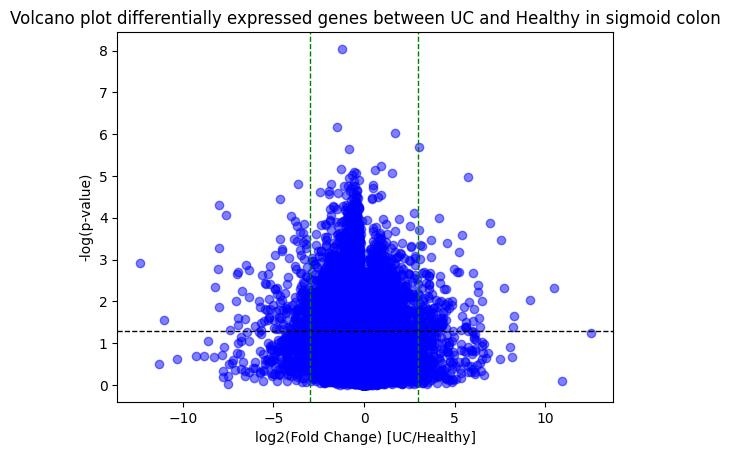 Volcano plot differentially expressed genes between UC and Healthy in sigmoid colon
8
7
6
5
4
3
2
1
0
-log(p-value)
−10 −5 0 5 10
log2(Fold Change) [UC/Healthy]